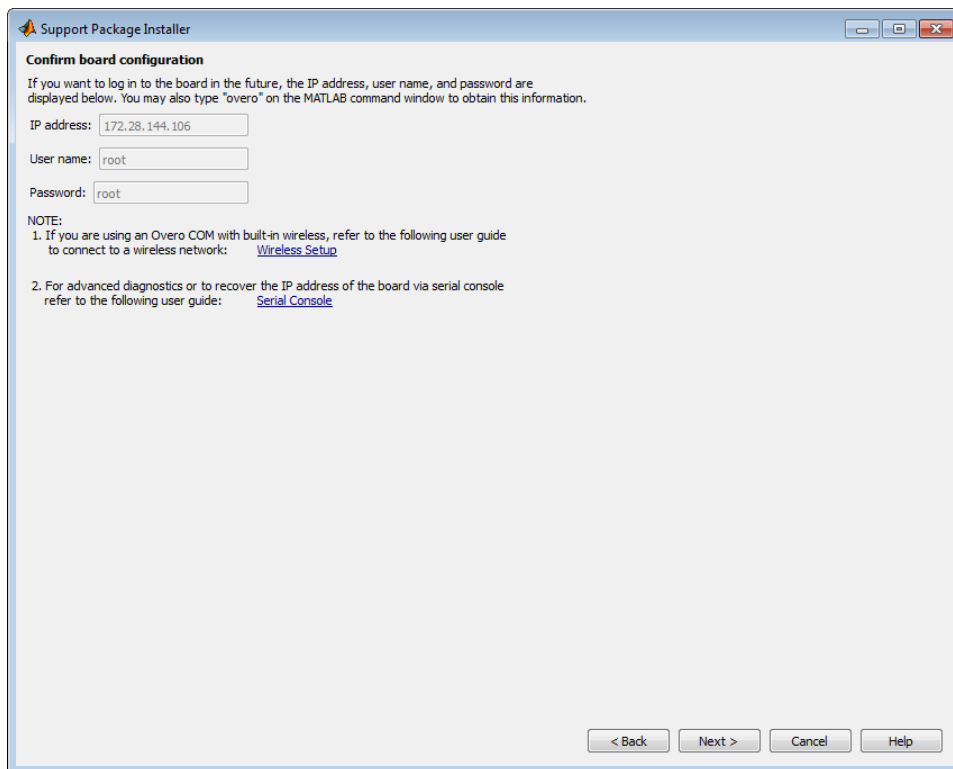 Support Package Installer
Confirm board configuration
If you want to log in to the board in the future, the IP address, user name, and password are
displayed below. You may also type "overo" on the MATLAB command window to obtain this information.
IP address: 172.28.144.106
User name: root
Password: root
NOTE:
1. If you are using an Overo COM with built-in wireless, refer to the following user guide
to connect to a wireless network: Wireless Setup
2. For advanced diagnostics or to recover the IP address of the board via serial console
refer to the following user guide: Serial Console
< Back Next > Cancel Help